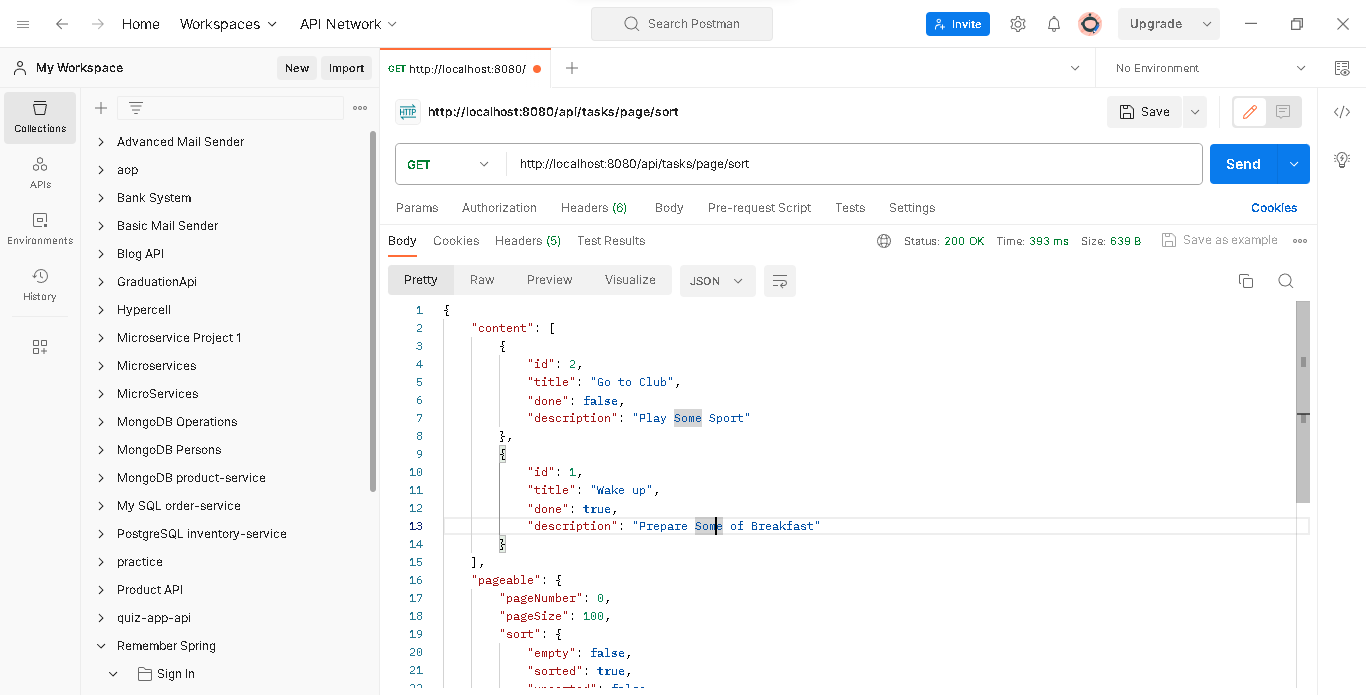 Home Workspaces API Network Search Postman Invite Upgrade
My Workspace New Import GET http://localhost:8080/ No Environment
Collections
APIs
Environments
History
Advanced Mail Sender
aop
Bank System
Basic Mail Sender
Blog API
GraduationApi
Hypercell
Microservice Project 1
Microservices
MicroServices
MongoDB Operations
MongoDB Persons
MongoDB product-service
My SQL order-service
PostgreSQL inventory-service
practice
Product API
quiz-app-api
Remember Spring
Sign In
HTTP http://localhost:8080/api/tasks/page/sort Save
GET http://localhost:8080/api/tasks/page/sort Send
Params Authorization Headers (6) Body Pre-request Script Tests Settings Cookies
Body Cookies Headers (5) Test Results Status: 200 OK Time: 393 ms Size: 639 B Save as example
Pretty Raw Preview Visualize JSON
1 {
2 "content": [
3 {
4 "id": 2,
5 "title": "Go to Club",
6 "done": false,
7 "description": "Play Some Sport"
8 },
9 {
10 "id": 1,
11 "title": "Wake up",
12 "done": true,
13 "description": "Prepare Some of Breakfast"
14 }
15 ],
16 "pageable": {
17 "pageNumber": 0,
18 "pageSize": 100,
19 "sort": {
20 "empty": false,
21 "sorted": true,